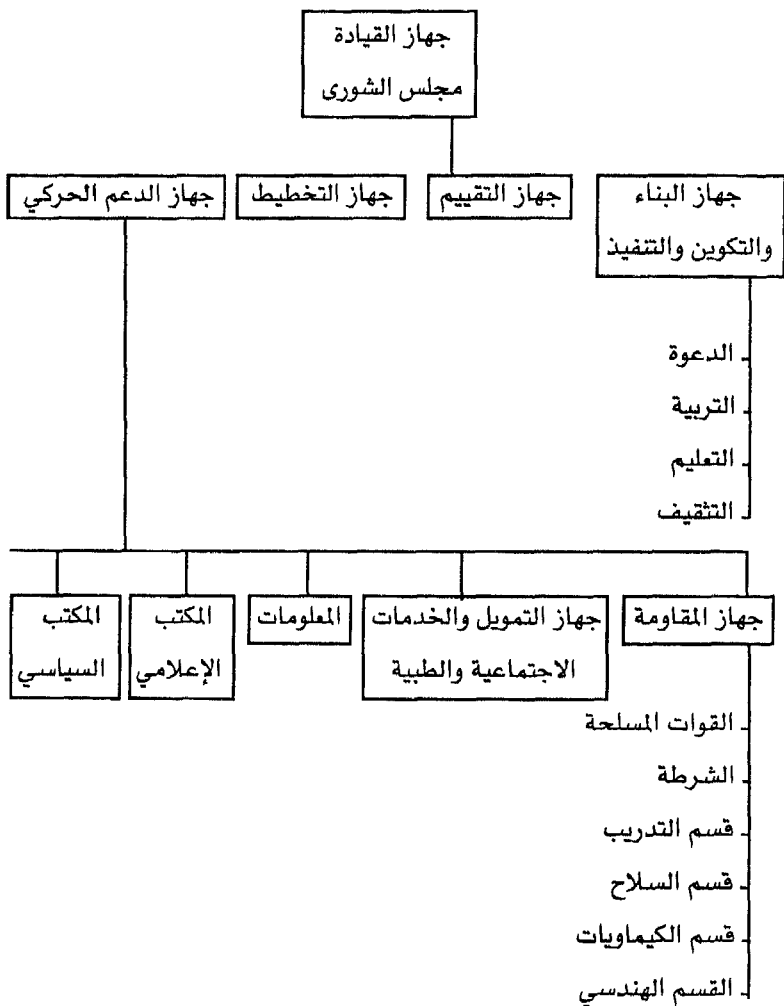 جهاز القيادة
مجلس الشورى
جهاز البناء
والتكوين والتنفيذ
جهاز التقييم
جهاز التخطيط
جهاز الدعم الحركي
الدعوة
التربية
التعليم
التثقيف
جهاز المقاومة
جهاز التمويل والخدمات
الاجتماعية والطبية
المعلومات
المكتب
الإعلامي
المكتب
السياسي
القوات المسلحة
الشرطة
قسم التدريب
قسم السلاح
قسم الكيماويات
القسم الهندسي